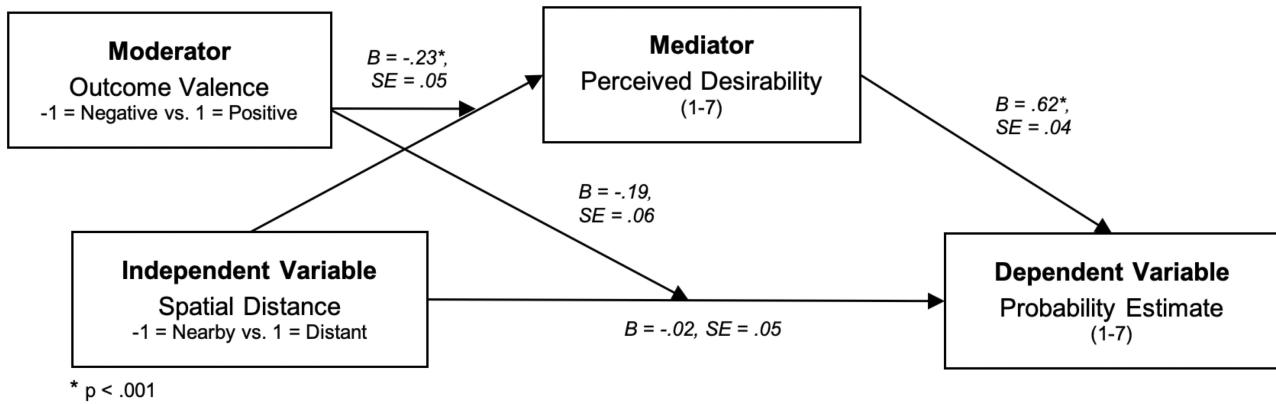 Moderator
Outcome Valence
-1 = Negative vs. 1 = Positive
B = -.23*,
SE = .05
Mediator
Perceived Desirability
(1-7)
B = .62*,
SE = .04
B = -.19,
SE = .06
Independent Variable
Spatial Distance
-1 = Nearby vs. 1 = Distant
B = -.02, SE = .05
Dependent Variable
Probability Estimate
(1-7)
* p < .001